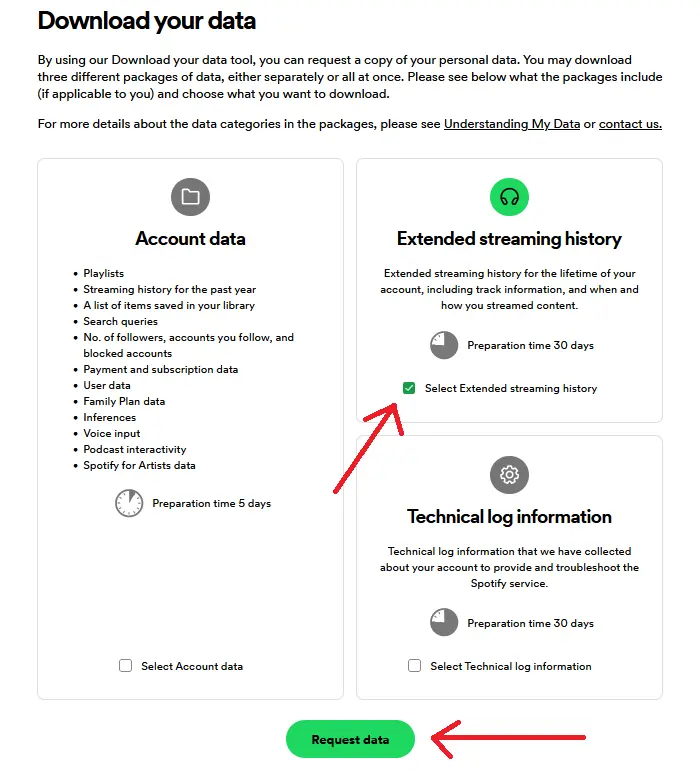 Download your data
By using our Download your data tool, you can request a copy of your personal data. You may download
three different packages of data, either separately or all at once. Please see below what the packages include
(if applicable to you) and choose what you want to download.
For more details about the data categories in the packages, please see Understanding My Data or contact us.
Account data
• Playlists
• Streaming history for the past year
• A list of items saved in your library
• Search queries
• No. of followers, accounts you follow, and
blocked accounts
• Payment and subscription data
• User data
• Family Plan data
• Inferences
• Voice input
• Podcast interactivity
• Spotify for Artists data
Preparation time 5 days
Select Account data
Extended streaming history
Extended streaming history for the lifetime of your
account, including track information, and when and
how you streamed content.
Preparation time 30 days
Select Extended streaming history
Technical log information
Technical log information that we have collected
about your account to provide and troubleshoot the
Spotify service.
Preparation time 30 days
Select Technical log information
Request data